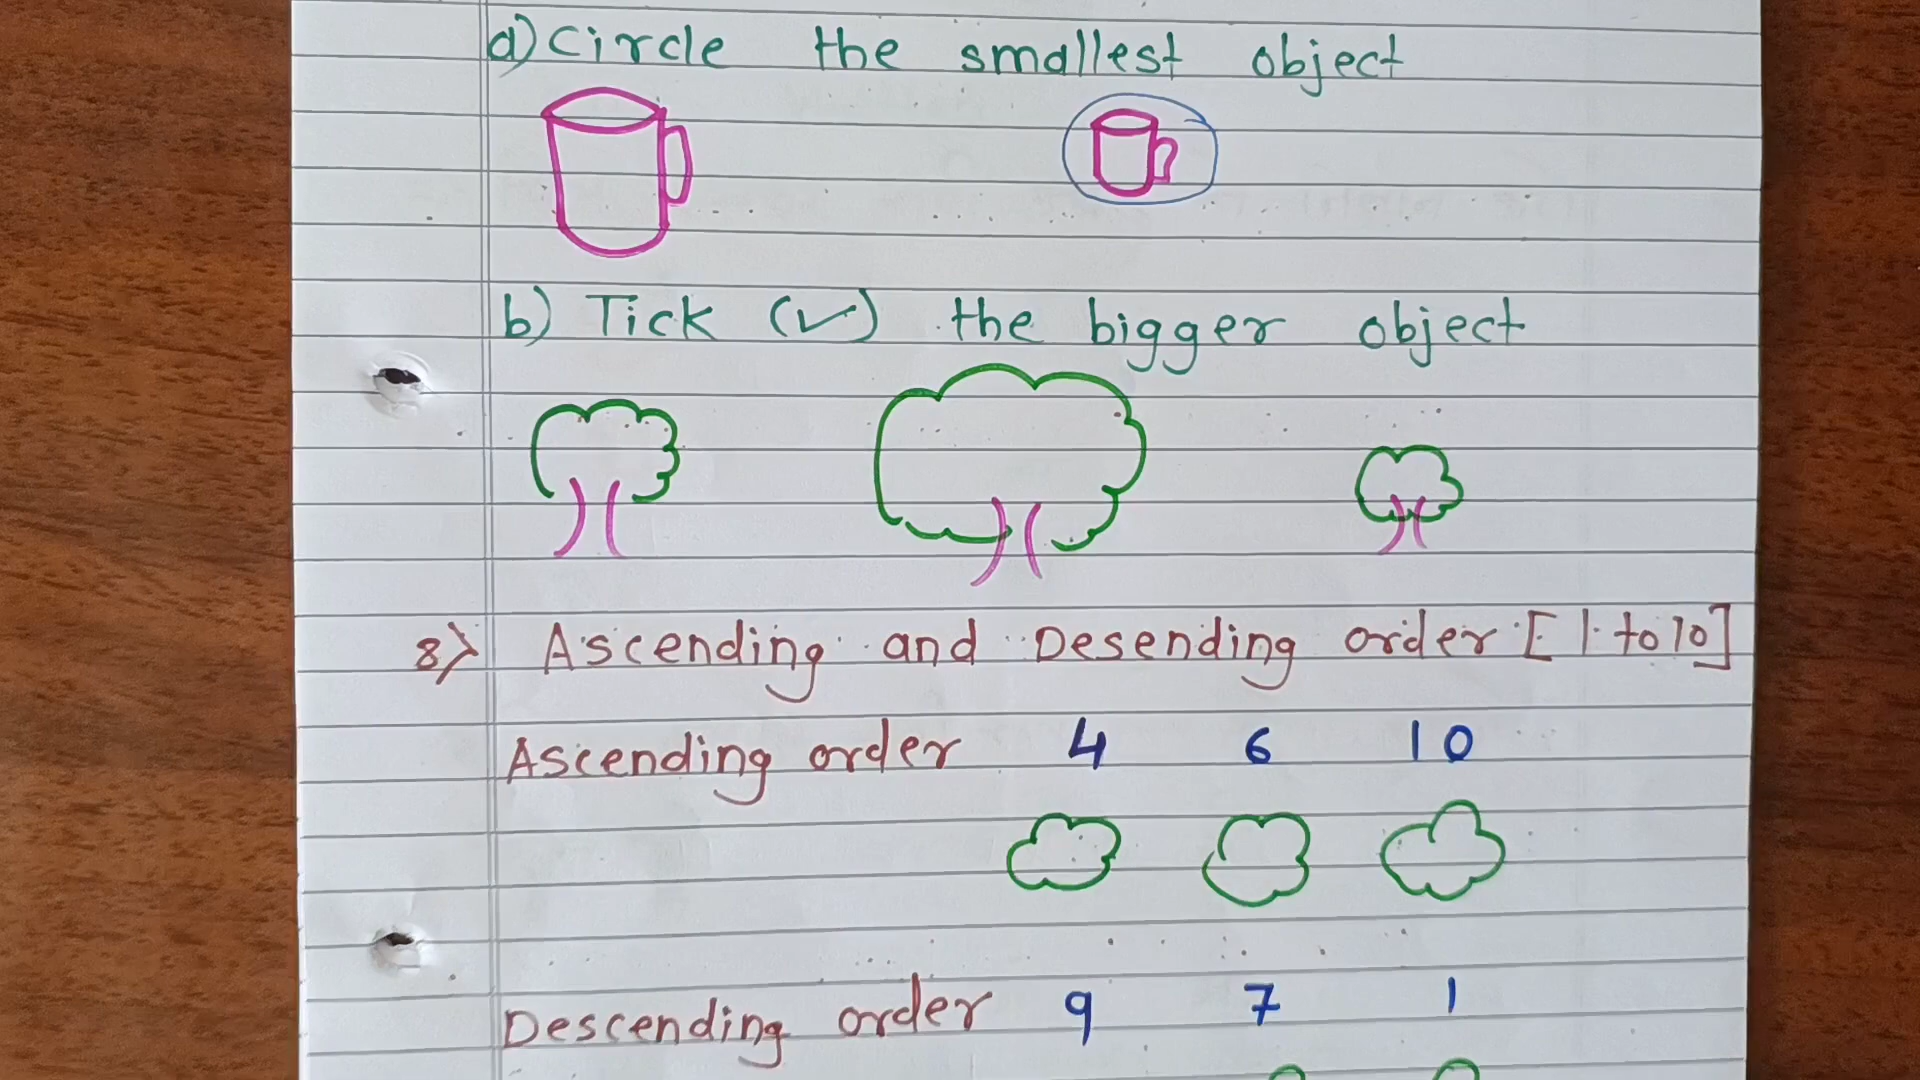 a) Circle the smallest object
b) Tick (✓) the bigger object
8) Ascending and Desending order [1 to 10]
Ascending order 4 6 10
Descending order 9 7 1